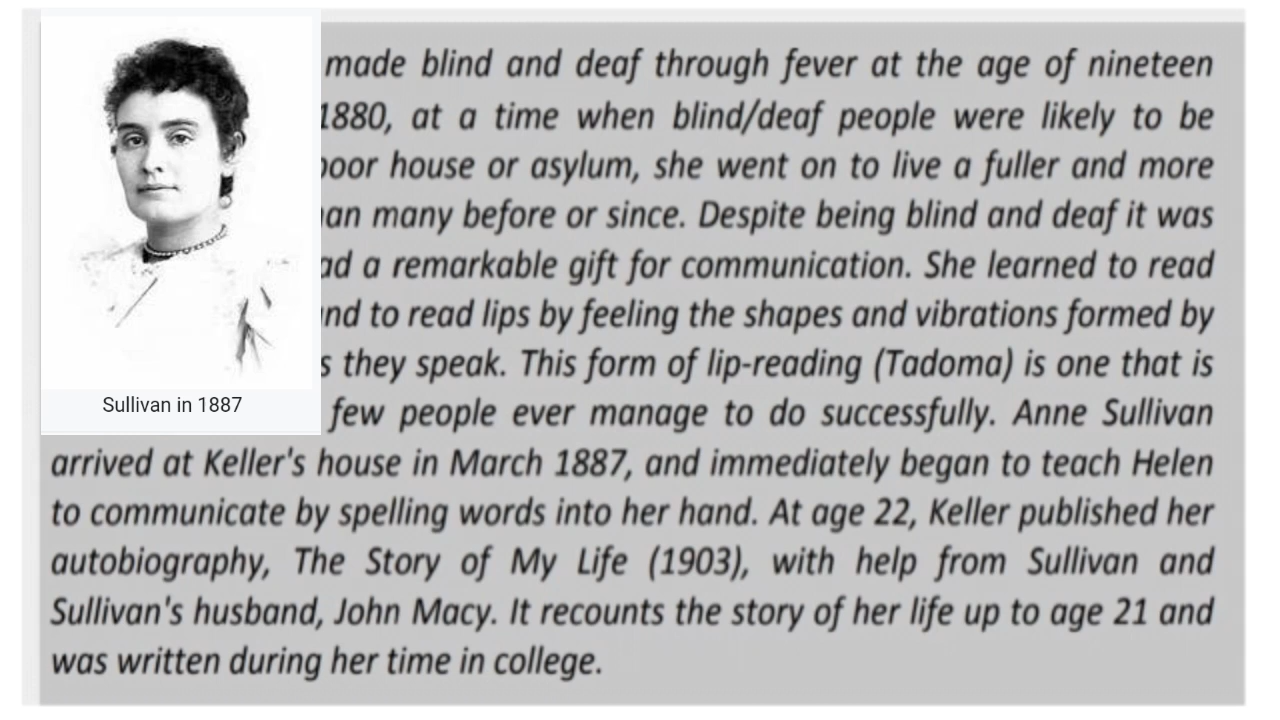 made blind and deaf through fever at the age of nineteen
1880, at a time when blind/deaf people were likely to be
house or asylum, she went on to live a fuller and more
many before or since. Despite being blind and deaf it was
a remarkable gift for communication. She learned to read
to read lips by feeling the shapes and vibrations formed by
they speak. This form of lip-reading (Tadoma) is one that is
few people ever manage to do successfully. Anne Sullivan
Sullivan in 1887
arrived at Keller's house in March 1887, and immediately began to teach Helen
to communicate by spelling words into her hand. At age 22, Keller published her
autobiography, The Story of My Life (1903), with help from Sullivan and
Sullivan's husband, John Macy. It recounts the story of her life up to age 21 and
was written during her time in college.